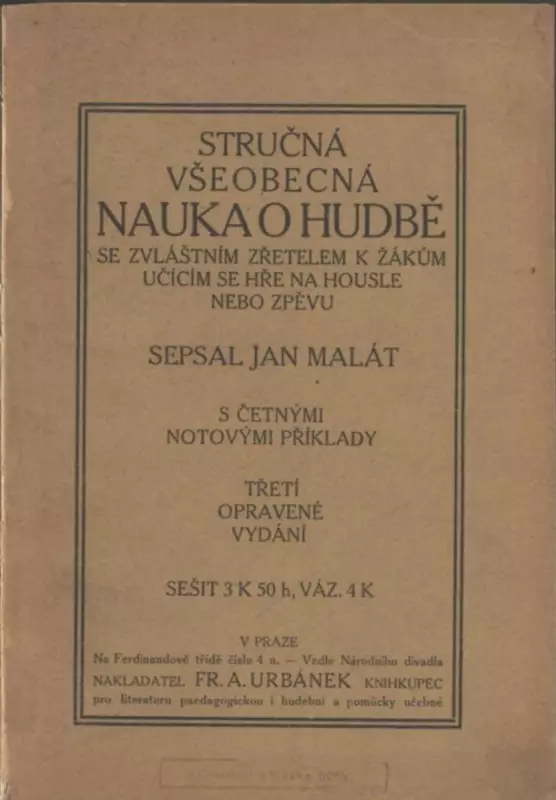 STRUČNÁ
VŠEOBECNÁ
NAUKA O HUDBĚ
SE ZVLÁŠTNÍM ZŘETELEM K ŽÁKŮM
UČÍCÍM SE HŘE NA HOUSLE
NEBO ZPĚVU
SEPSAL JAN MALÁT
S ČETNÝMI
NOTOVÝMI PŘÍKLADY
TŘETÍ
OPRAVENÉ
VYDÁNÍ
SEŠIT 3 K 50 h, VÁZ. 4 K
V PRAZE
Na Ferdinandově třídě číslo 4 n. — Vedle Národního divadla
NAKLADATEL FR. A. URBÁNEK KNIHKUPEC
pro literaturu paedagogickou i hudební a pomůcky učebné